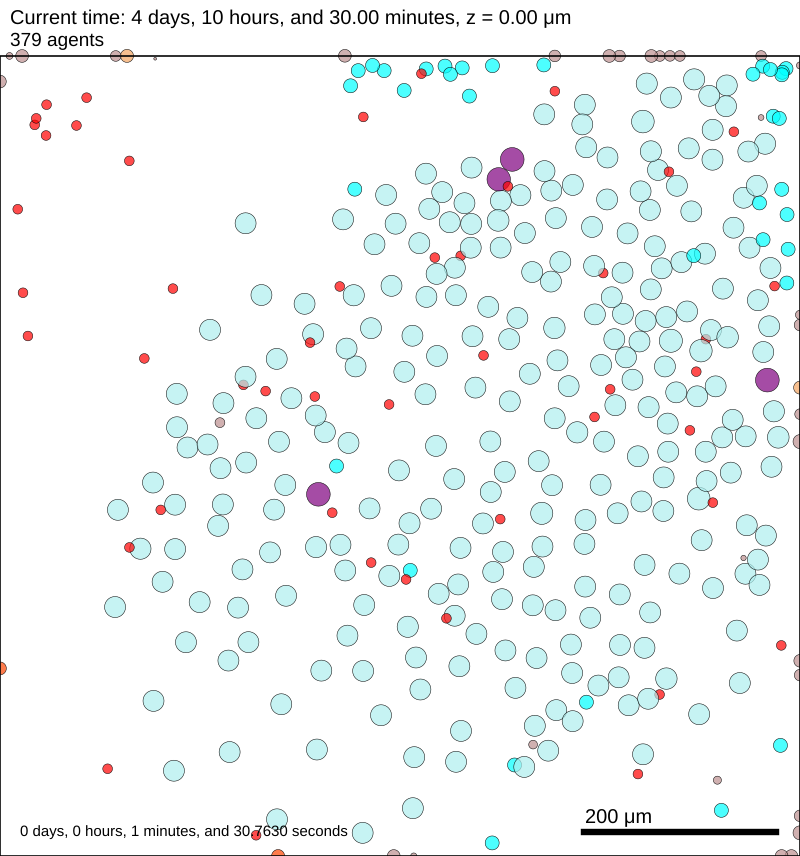 Current time: 4 days, 10 hours, and 30.00 minutes, z = 0.00 μm
379 agents
200 μm
0 days, 0 hours, 1 minutes, and 30.7630 seconds